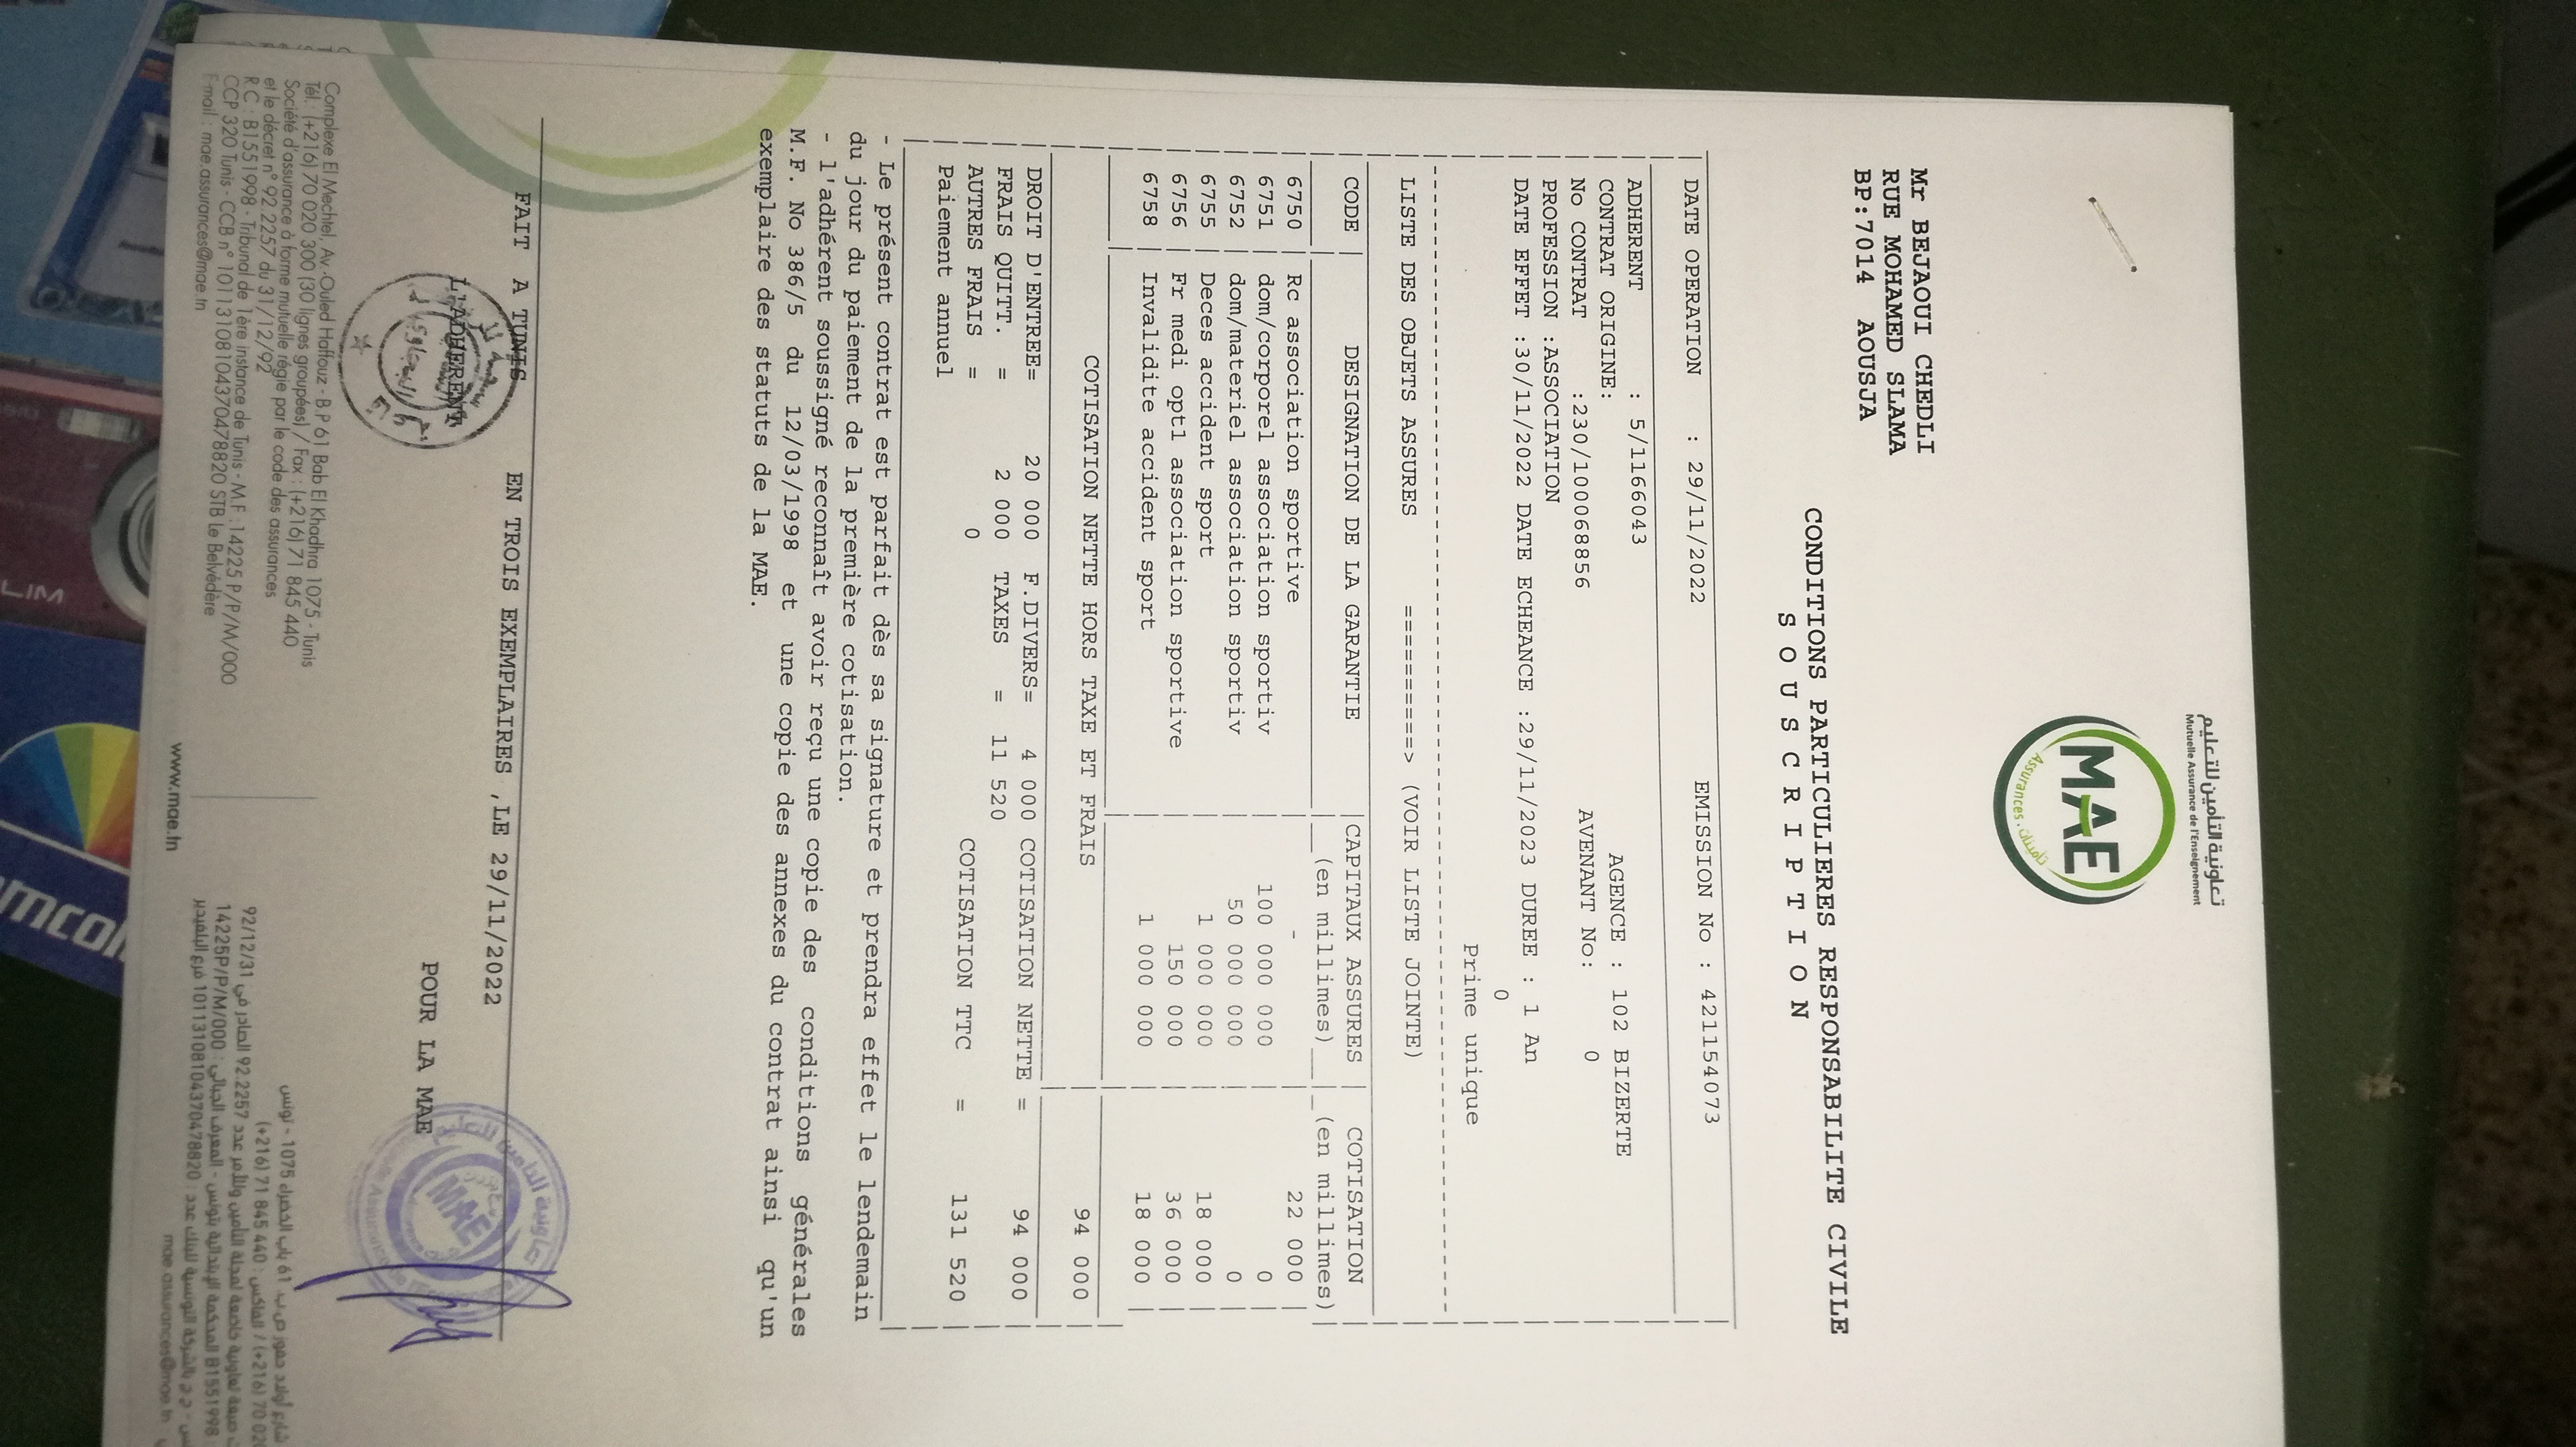 تعاونية التأمين للتعليم
Mutuelle Assurance de l'Enseignement
MAE
Assurances . تأمينات
Mr BEJAOUI CHEDLI
RUE MOHAMED SLAMA
BP:7014 AOUSJA
CONDITIONS PARTICULIERES RESPONSABILITE CIVILE
S O U S C R I P T I O N
DATE OPERATION : 29/11/2022 EMISSION No : 421154073
ADHERENT : 5/1166043 AGENCE : 102 BIZERTE
CONTRAT ORIGINE: AVENANT No: 0
No CONTRAT :230/1000068856
PROFESSION :ASSOCIATION 0
DATE EFFET :30/11/2022 DATE ECHEANCE :29/11/2023 DUREE : 1 An
Prime unique
LISTE DES OBJETS ASSURES ==========> (VOIR LISTE JOINTE)
CODE | DESIGNATION DE LA GARANTIE | CAPITAUX ASSURES | COTISATION
(en millimes) | (en millimes)
6750 | Rc association sportive | - | 22 000
6751 | dom/corporel association sportiv | 100 000 000 | 0
6752 | dom/materiel association sportiv | 50 000 000 | 0
6755 | Deces accident sport | 1 000 000 | 18 000
6756 | Fr medi opt1 association sportive | 150 000 | 36 000
6758 | Invalidite accident sport | 1 000 000 | 18 000
COTISATION NETTE HORS TAXE ET FRAIS | 94 000
DROIT D'ENTREE= 20 000 F.DIVERS= 4 000 COTISATION NETTE = 94 000
FRAIS QUITT. = 2 000 TAXES = 11 520
AUTRES FRAIS = 0 COTISATION TTC = 131 520
Paiement annuel
- Le présent contrat est parfait dès sa signature et prendra effet le lendemain
du jour du paiement de la première cotisation.
- l'adhérent soussigné reconnaît avoir reçu une copie des conditions générales
M.F. No 386/5 du 12/03/1998 et une copie des annexes du contrat ainsi qu'un
exemplaire des statuts de la MAE.
FAIT A TUNIS EN TROIS EXEMPLAIRES ,LE 29/11/2022
L'ADHERENT POUR LA MAE
Complexe El Mechtel, Av. Ouled Haffouz - B.P 61 Bab El Khadhra 1075 - Tunis
Tél. : (+216) 70 020 300 (30 lignes groupées) / Fax : (+216) 71 845 440
Société d'assurance à forme mutuelle régie par le code des assurances
et le décret n° 92 2257 du 31/12/92
R.C : B1551998 - Tribunal de 1ère instance de Tunis - M.F : 14225 P/P/M/000
CCP 320 Tunis - CCB n° 10113108104370478820 STB Le Belvédère
E-mail : mae.assurances@mae.tn
www.mae.tn